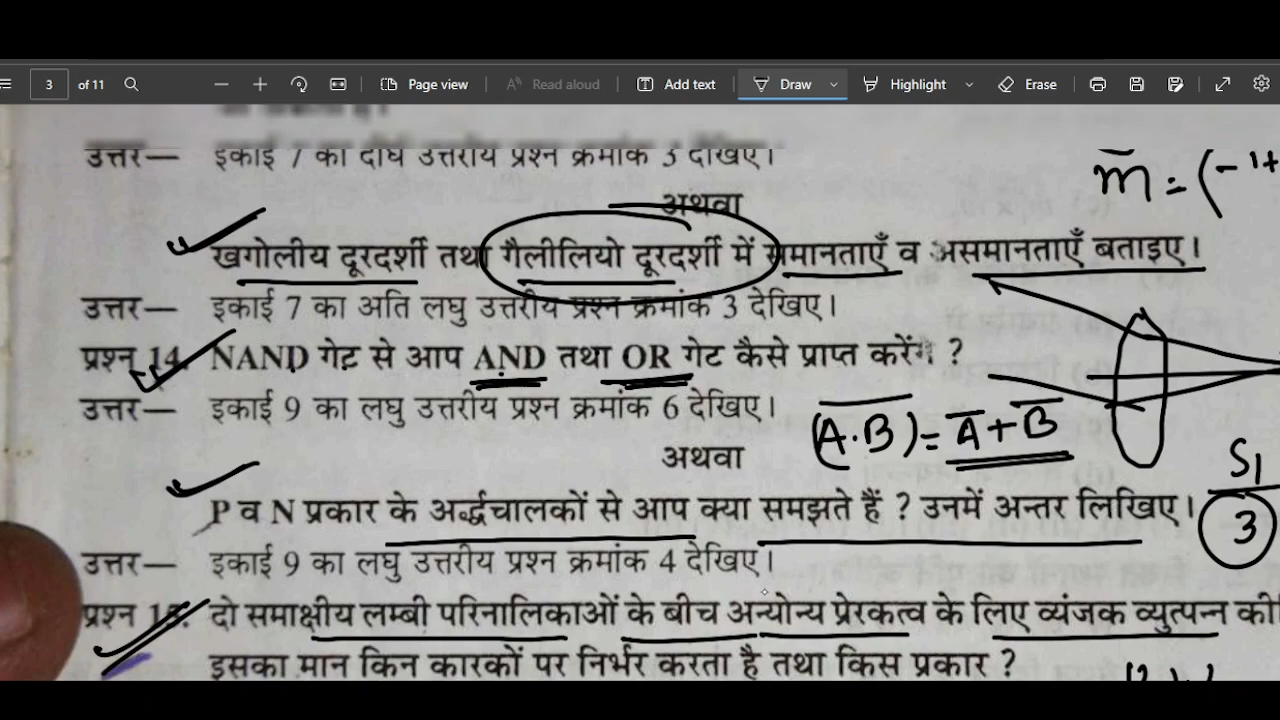 3 of 11 Page view Read aloud Add text Draw Highlight Erase
उत्तर— इकाई 7 का दीर्घ उत्तरीय प्रश्न क्रमांक 3 देखिए।
m = (-1+
अथवा
खगोलीय दूरदर्शी तथा गैलीलियो दूरदर्शी में समानताएँ व असमानताएँ बताइए।
उत्तर— इकाई 7 का अति लघु उत्तरीय प्रश्न क्रमांक 3 देखिए।
प्रश्न 14. NAND गेट से आप AND तथा OR गेट कैसे प्राप्त करेंगे ?
उत्तर— इकाई 9 का लघु उत्तरीय प्रश्न क्रमांक 6 देखिए।
(A̅·̅B̅) = A̅ + B̅
अथवा
S1
3
P व N प्रकार के अर्द्धचालकों से आप क्या समझते हैं ? उनमें अन्तर लिखिए।
उत्तर— इकाई 9 का लघु उत्तरीय प्रश्न क्रमांक 4 देखिए।
प्रश्न 15. दो समाक्षीय लम्बी परिनालिकाओं के बीच अन्योन्य प्रेरकत्व के लिए व्यंजक व्युत्पन्न
इसका मान किन कारकों पर निर्भर करता है तथा किस प्रकार ?